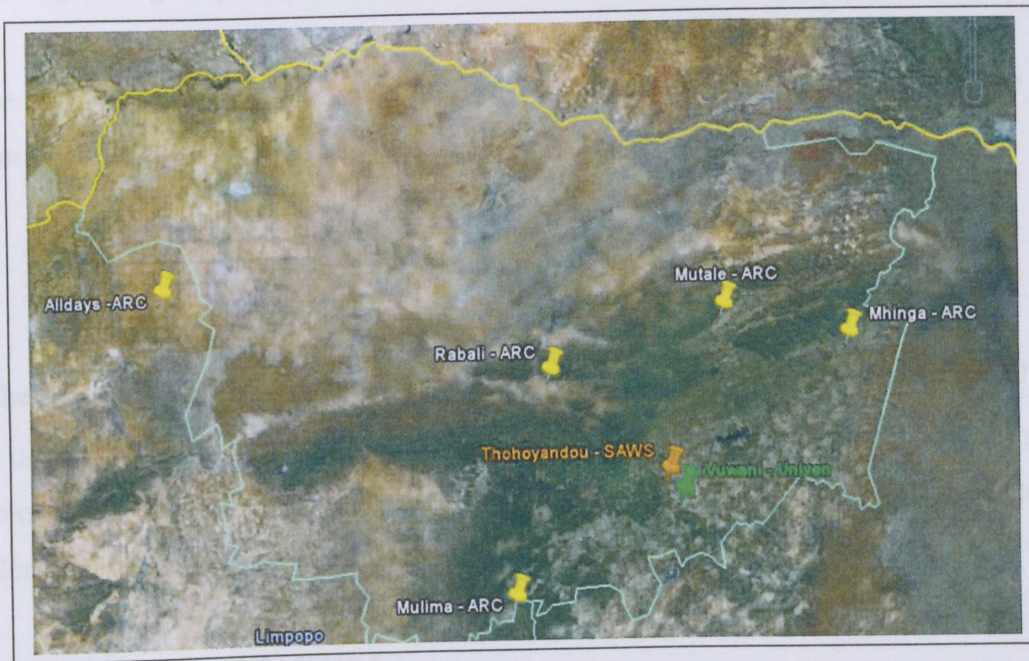 Mutale - ARC
Alldays -ARC
Mhinga - ARC
Rabali - ARC
Thohoyandou - SAWS
Vuwani - Univen
Mulima - ARC
Limpopo